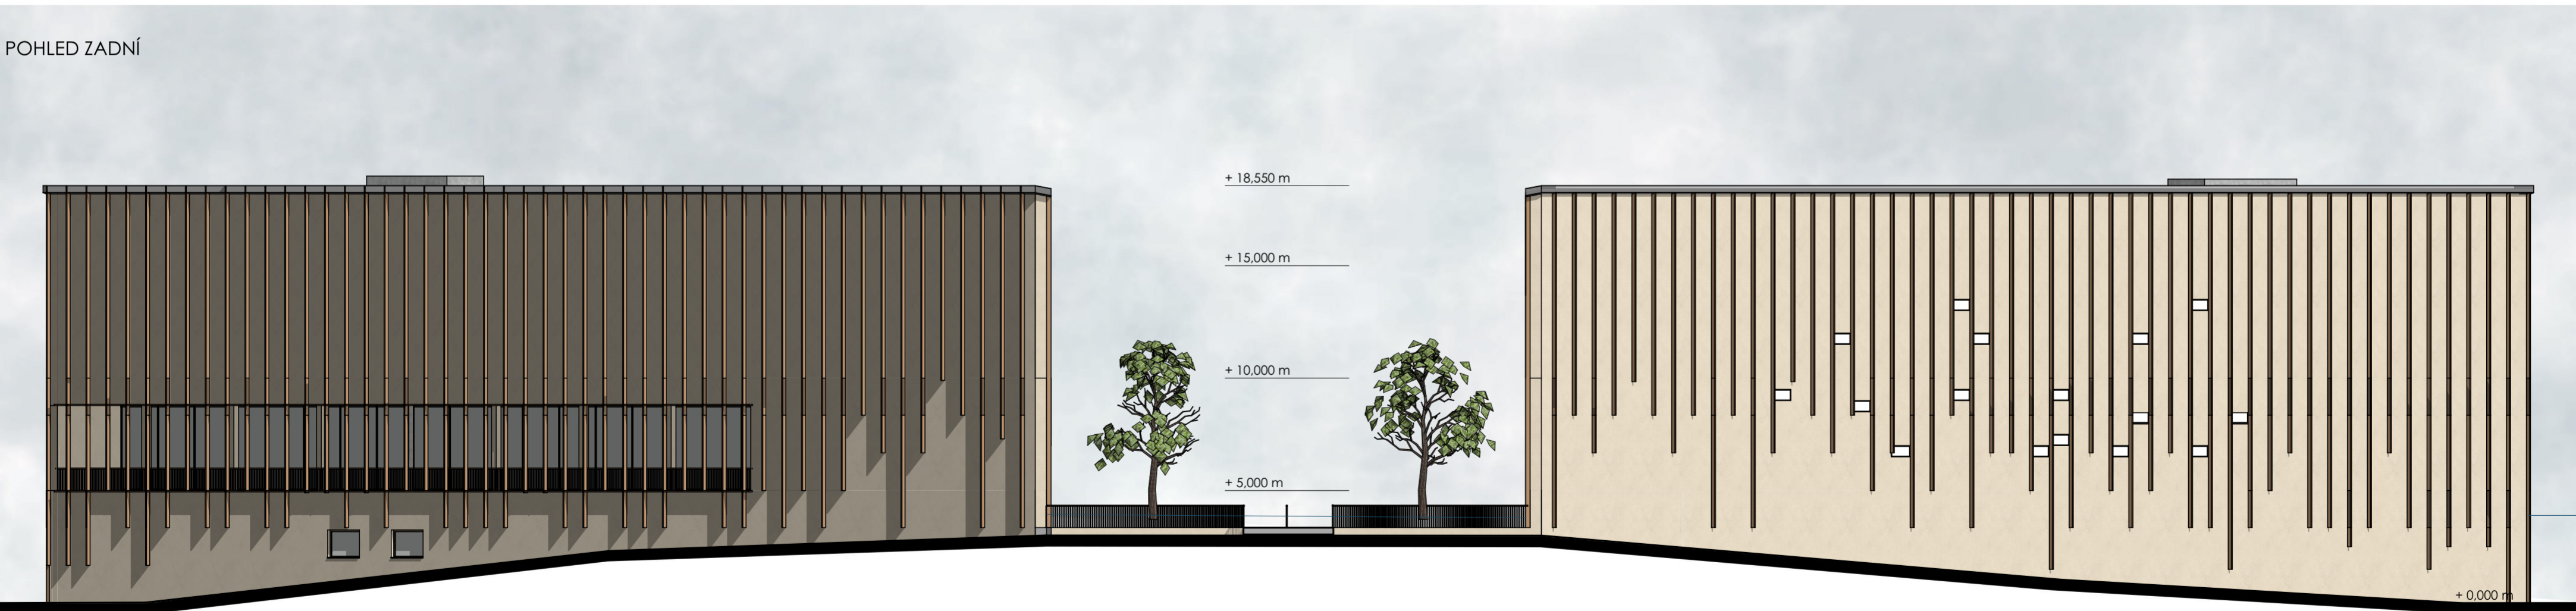 POHLED ZADNÍ
+ 18,550 m
+ 15,000 m
+ 10,000 m
+ 5,000 m
+ 0,000 m